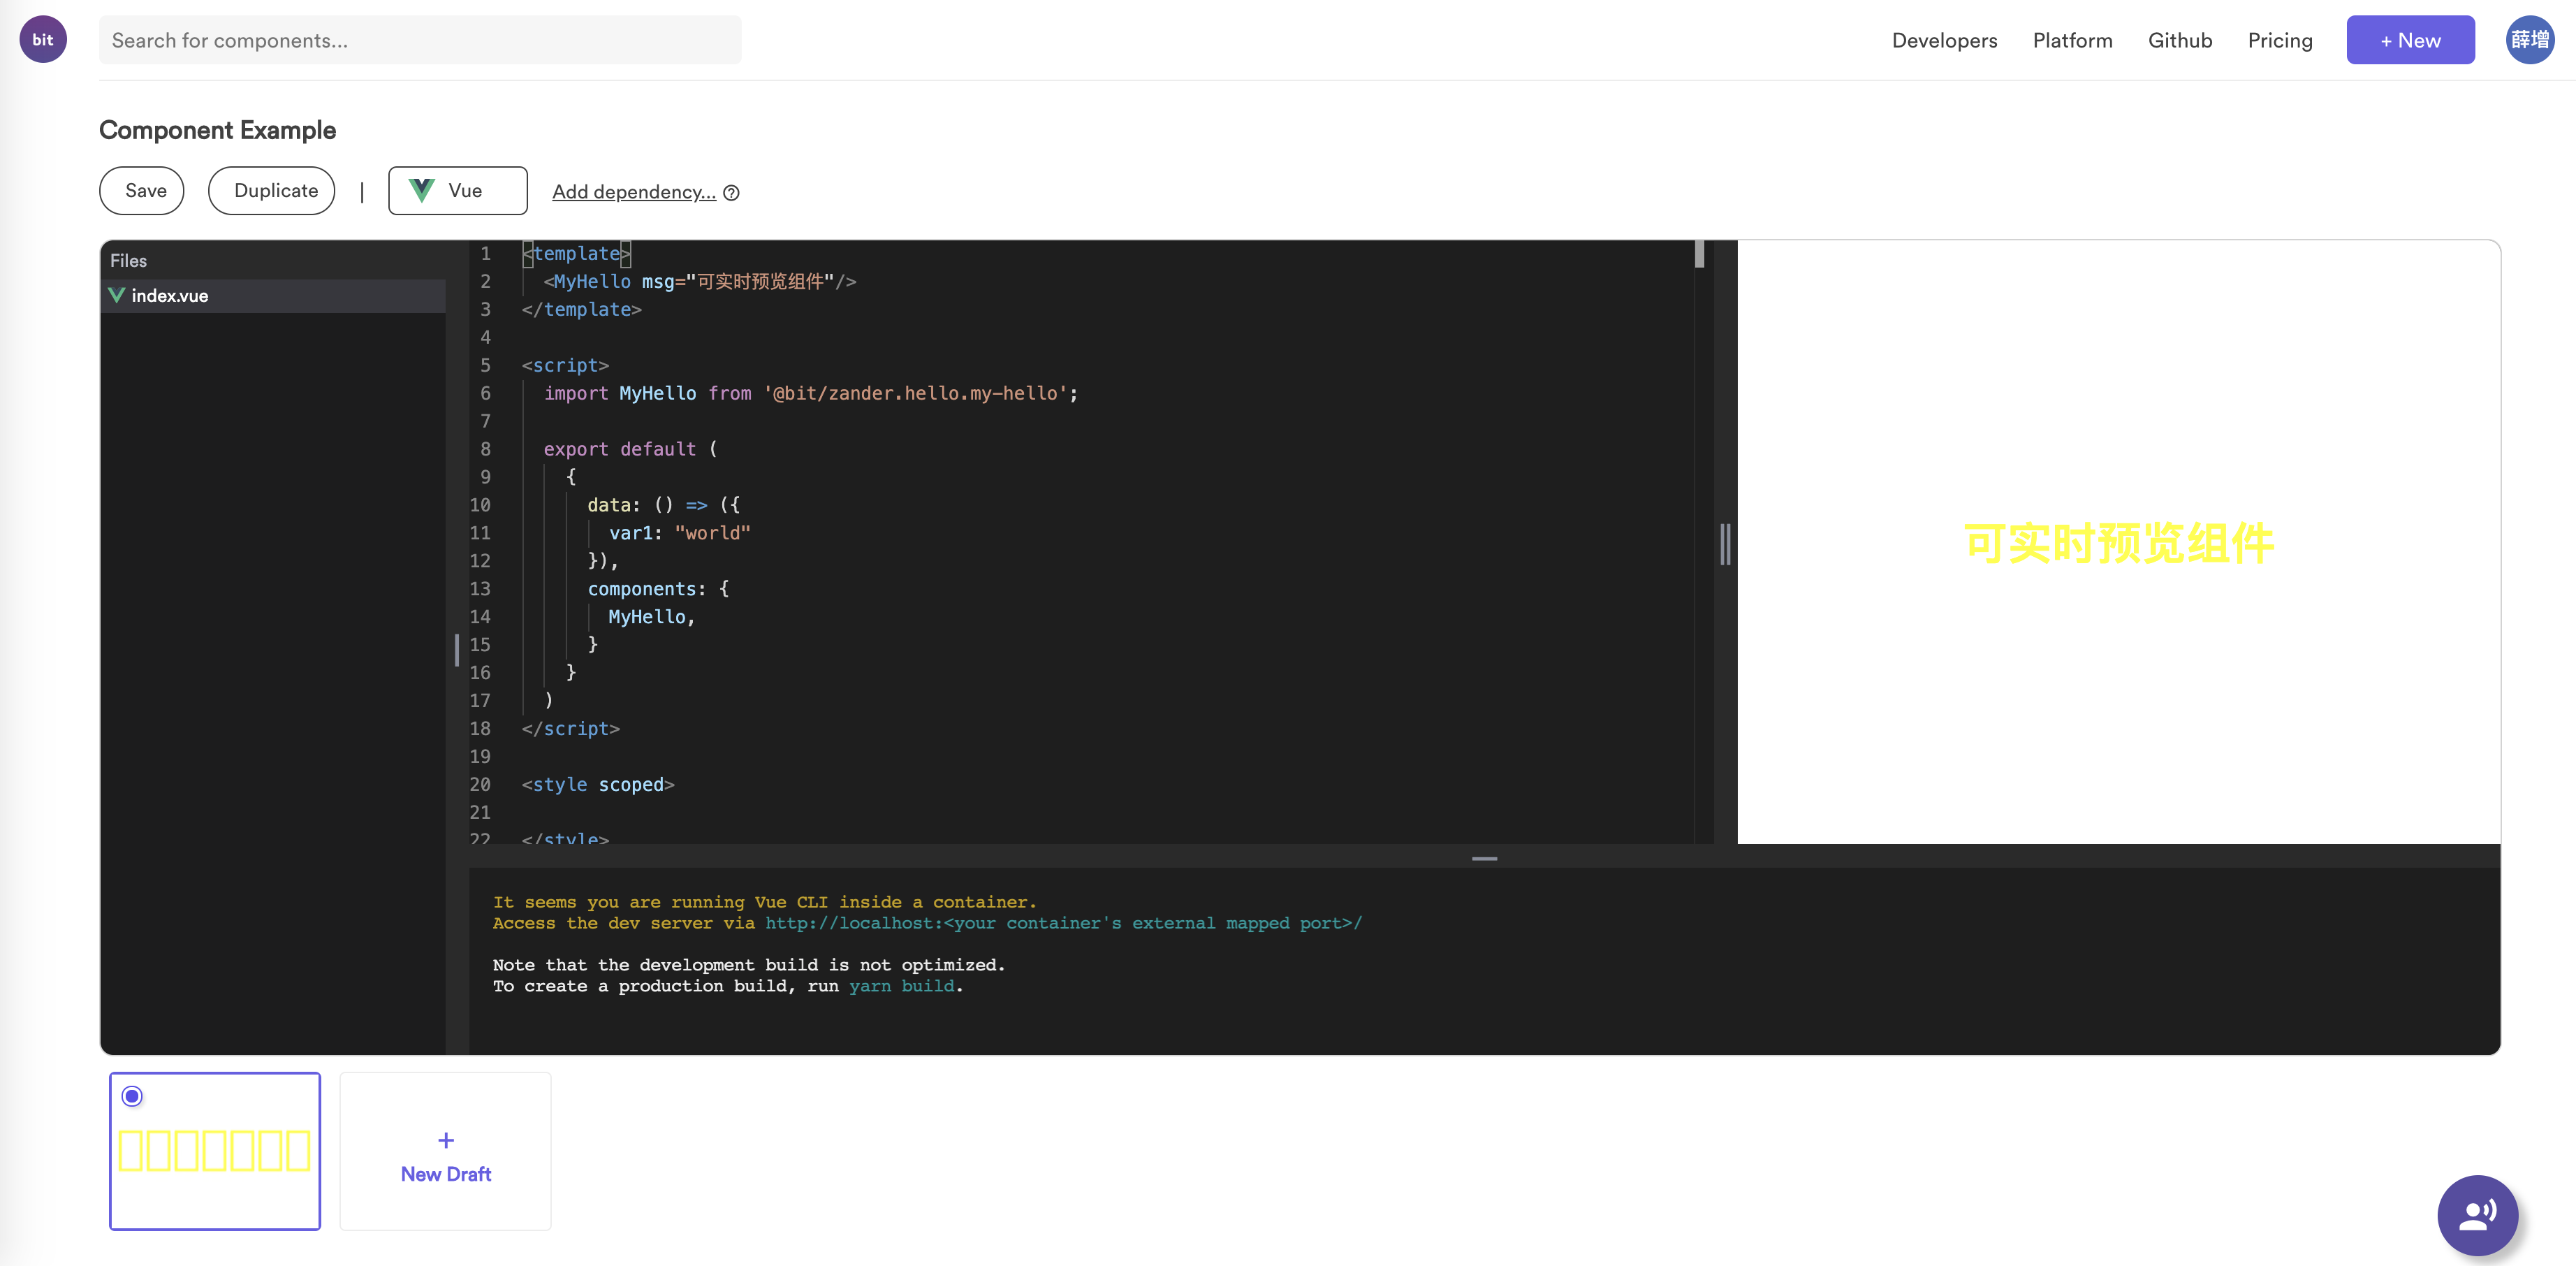 bit
Search for components...
Developers Platform Github Pricing + New 薛增
Component Example
Save Duplicate | Vue Add dependency... ?
Files
index.vue
1 <template>
2 <MyHello msg="可实时预览组件"/>
3 </template>
4
5 <script>
6 import MyHello from '@bit/zander.hello.my-hello';
7
8 export default (
9 {
10 data: () => ({
11 var1: "world"
12 }),
13 components: {
14 MyHello,
15 }
16 }
17 )
18 </script>
19
20 <style scoped>
21
22 </style>
可实时预览组件
It seems you are running Vue CLI inside a container.
Access the dev server via http://localhost:<your container's external mapped port>/
Note that the development build is not optimized.
To create a production build, run yarn build.
+
New Draft